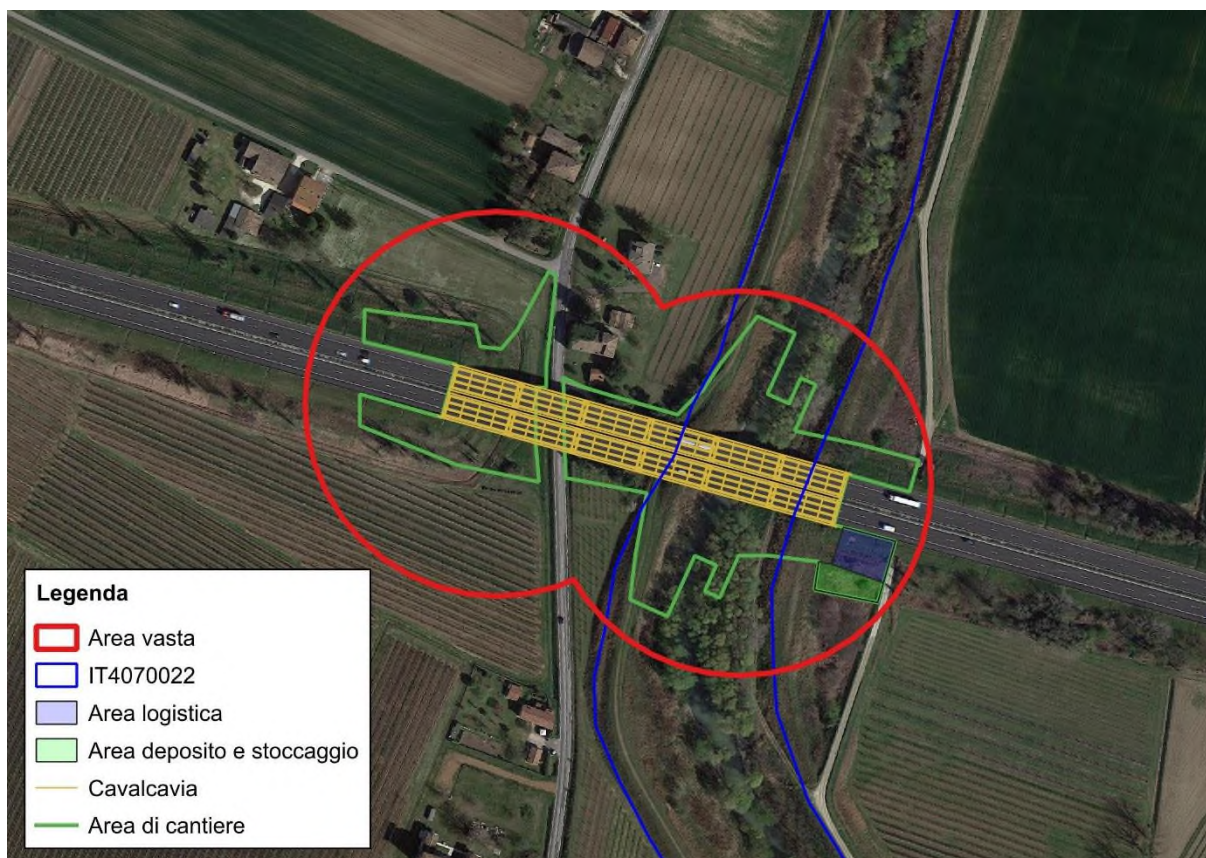 Legenda
Area vasta
IT4070022
Area logistica
Area deposito e stoccaggio
Cavalcavia
Area di cantiere